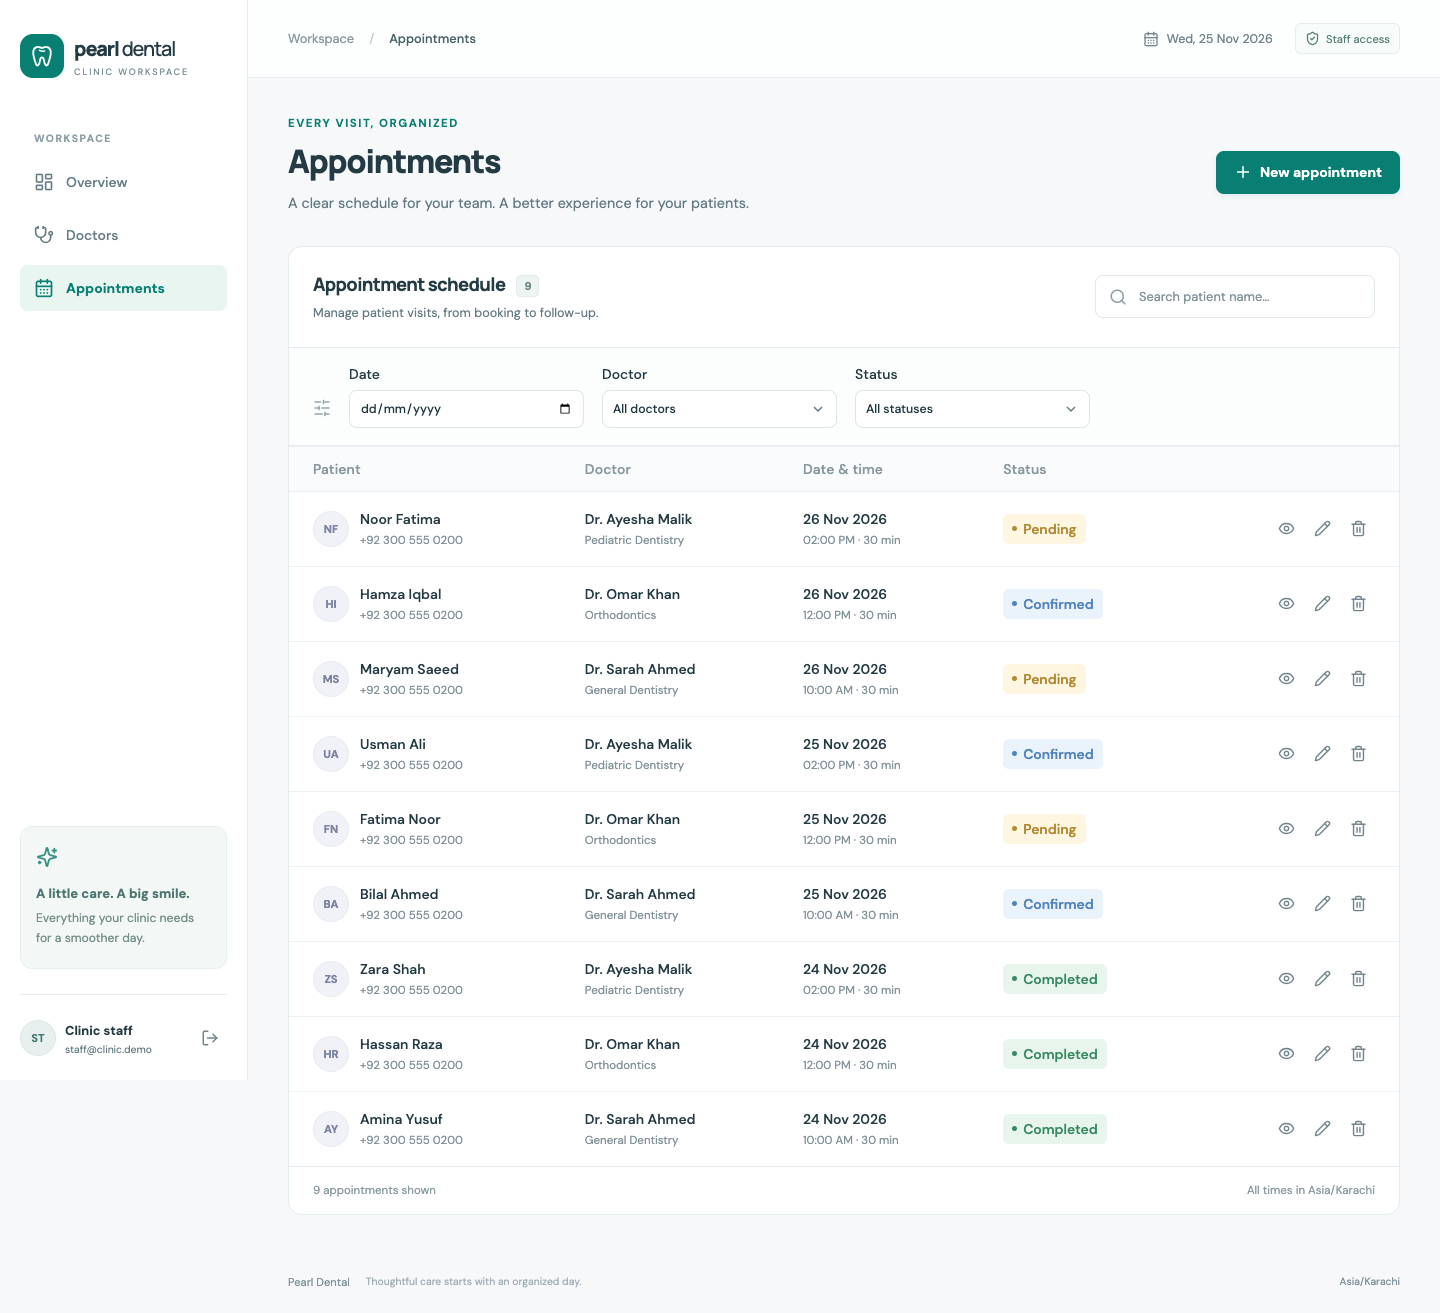 pearl dental
CLINIC WORKSPACE
WORKSPACE
Overview
Doctors
Appointments
A little care. A big smile.
Everything your clinic needs
for a smoother day.
ST
Clinic staff
staff@clinic.demo
Workspace / Appointments
Wed, 25 Nov 2026
Staff access
EVERY VISIT, ORGANIZED
Appointments
A clear schedule for your team. A better experience for your patients.
New appointment
Appointment schedule 9
Manage patient visits, from booking to follow-up.
Search patient name...
Date Doctor Status
dd/mm/yyyy All doctors All statuses
Patient Doctor Date & time Status
NF Noor Fatima Dr. Ayesha Malik 26 Nov 2026 Pending
+92 300 555 0200 Pediatric Dentistry 02:00 PM · 30 min
HI Hamza Iqbal Dr. Omar Khan 26 Nov 2026 Confirmed
+92 300 555 0200 Orthodontics 12:00 PM · 30 min
MS Maryam Saeed Dr. Sarah Ahmed 26 Nov 2026 Pending
+92 300 555 0200 General Dentistry 10:00 AM · 30 min
UA Usman Ali Dr. Ayesha Malik 25 Nov 2026 Confirmed
+92 300 555 0200 Pediatric Dentistry 02:00 PM · 30 min
FN Fatima Noor Dr. Omar Khan 25 Nov 2026 Pending
+92 300 555 0200 Orthodontics 12:00 PM · 30 min
BA Bilal Ahmed Dr. Sarah Ahmed 25 Nov 2026 Confirmed
+92 300 555 0200 General Dentistry 10:00 AM · 30 min
ZS Zara Shah Dr. Ayesha Malik 24 Nov 2026 Completed
+92 300 555 0200 Pediatric Dentistry 02:00 PM · 30 min
HR Hassan Raza Dr. Omar Khan 24 Nov 2026 Completed
+92 300 555 0200 Orthodontics 12:00 PM · 30 min
AY Amina Yusuf Dr. Sarah Ahmed 24 Nov 2026 Completed
+92 300 555 0200 General Dentistry 10:00 AM · 30 min
9 appointments shown
All times in Asia/Karachi
Pearl Dental Thoughtful care starts with an organized day.
Asia/Karachi